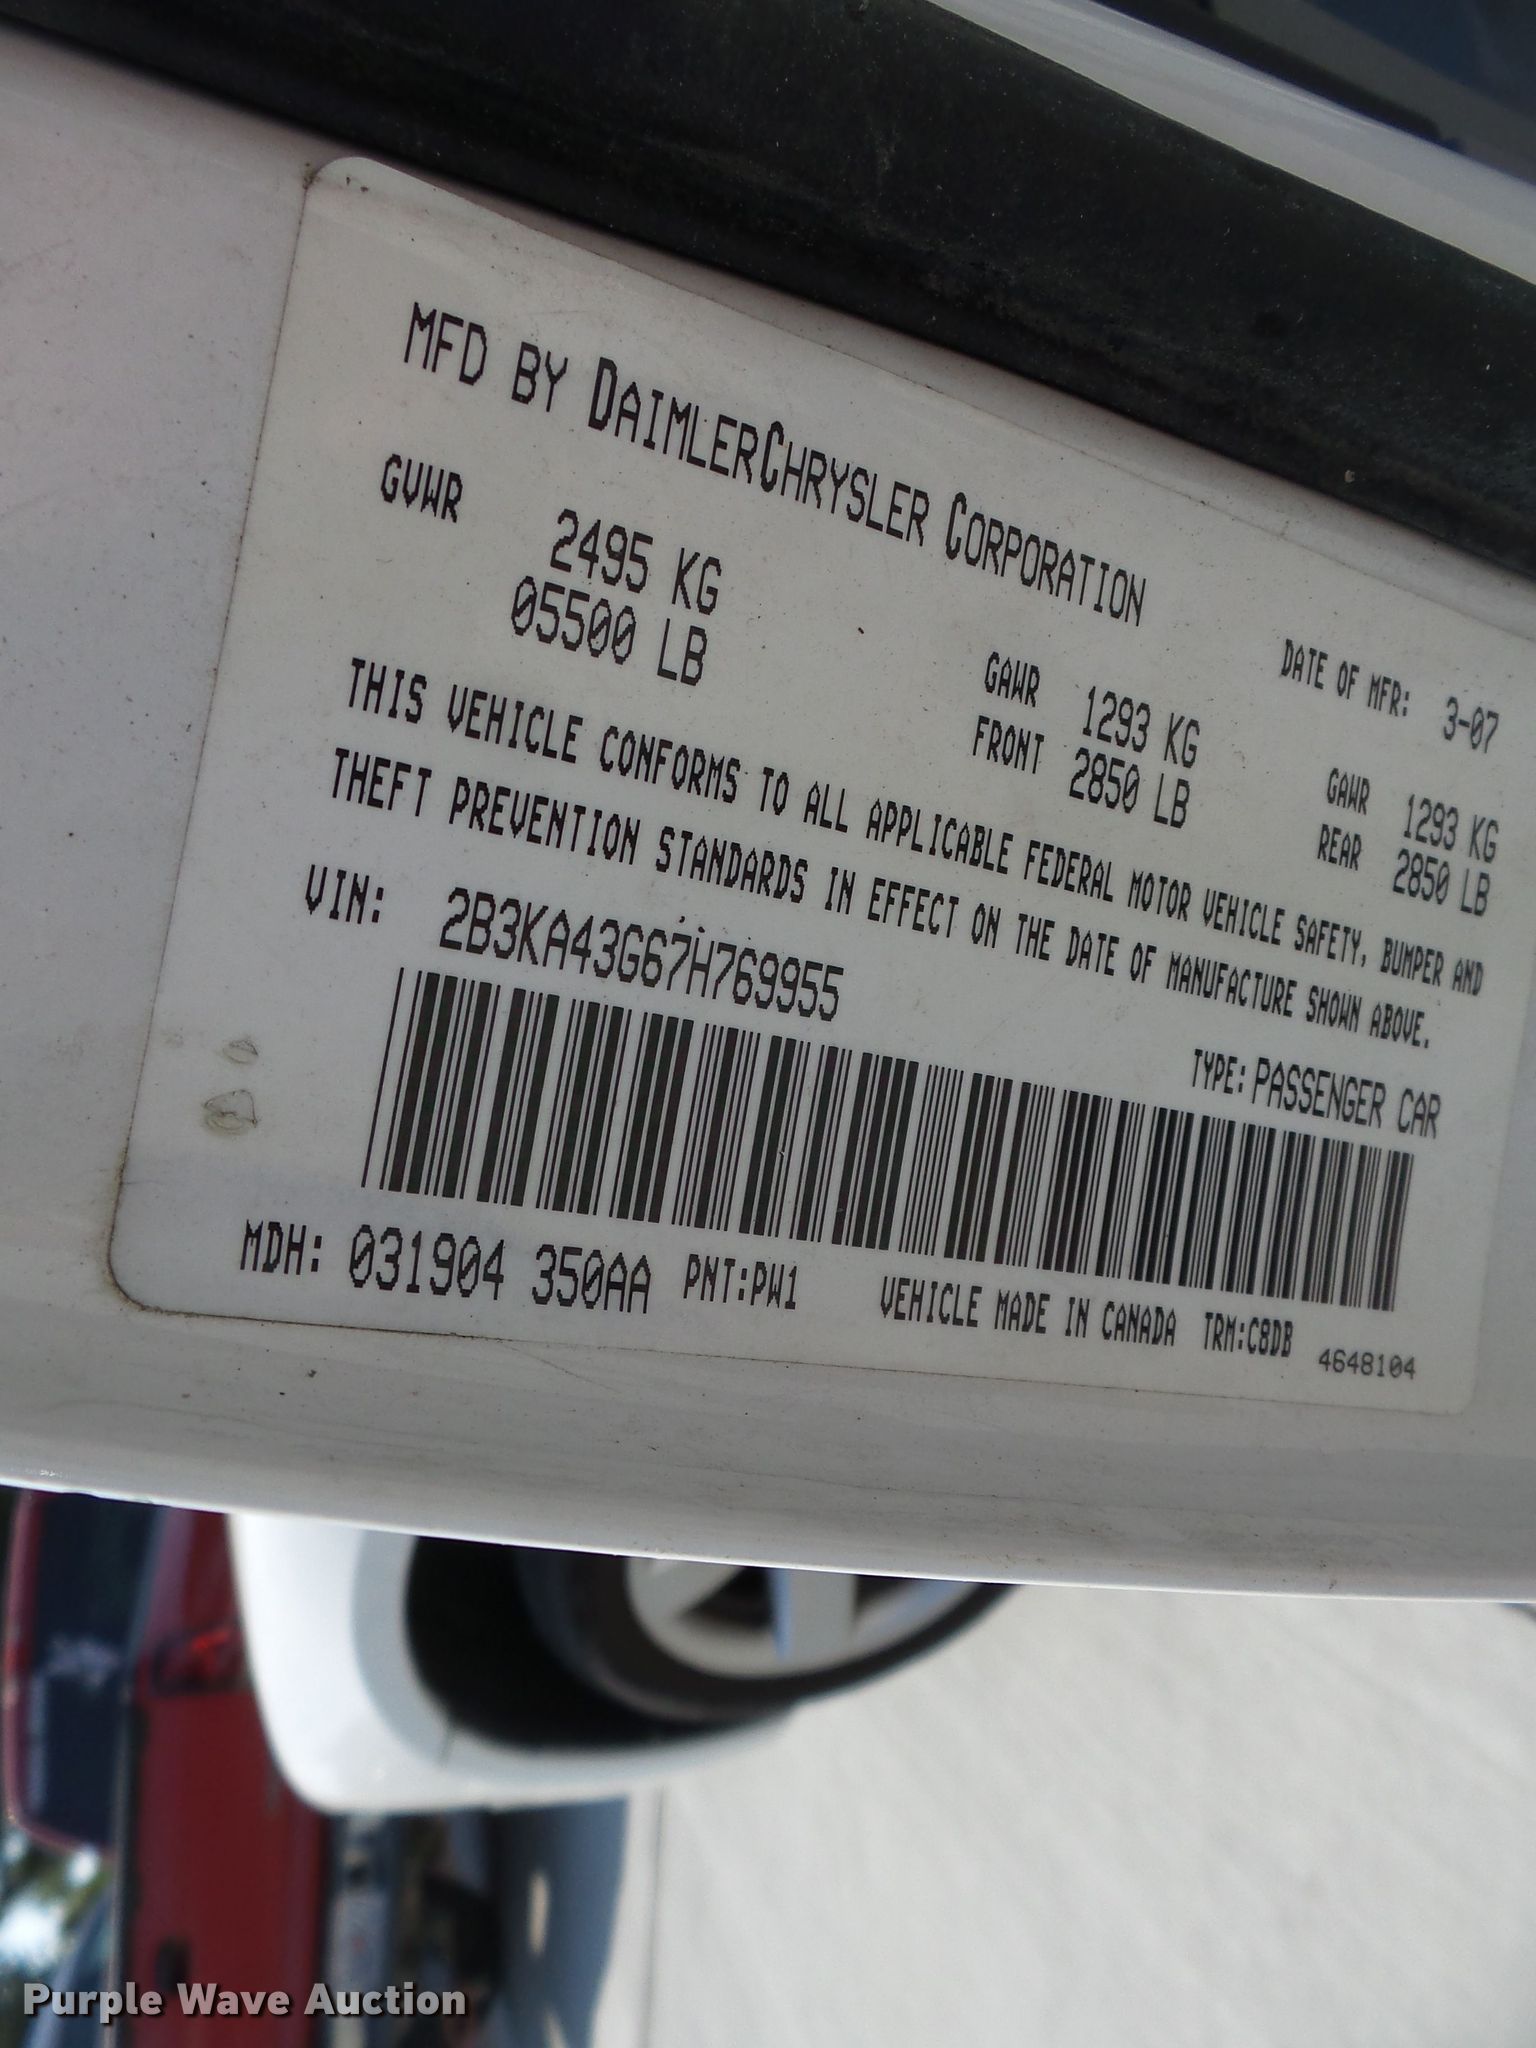 MFD BY DAIMLERCHRYSLER CORPORATION
DATE OF MFR: 3-07
GVWR 2495 KG
05500 LB
GAWR FRONT 1293 KG
2850 LB
GAWR REAR 1293 KG
2850 LB
THIS VEHICLE CONFORMS TO ALL APPLICABLE FEDERAL MOTOR VEHICLE SAFETY, BUMPER AND
THEFT PREVENTION STANDARDS IN EFFECT ON THE DATE OF MANUFACTURE SHOWN ABOVE.
VIN: 2B3KA43G67H769955
TYPE: PASSENGER CAR
MDH: 031904 350AA PNT:PW1 VEHICLE MADE IN CANADA TRM:C8DB 4648104
Purple Wave Auction